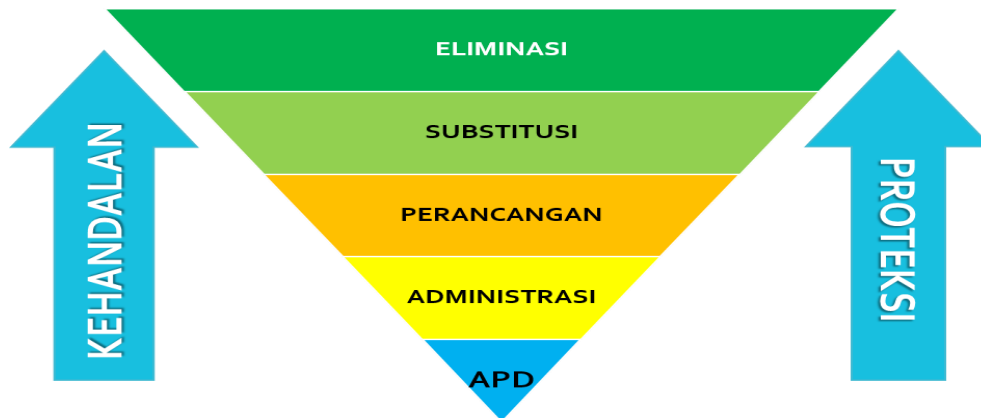 ELIMINASI
SUBSTITUSI
PERANCANGAN
ADMINISTRASI
APD
KEHANDALAN
PROTEKSI